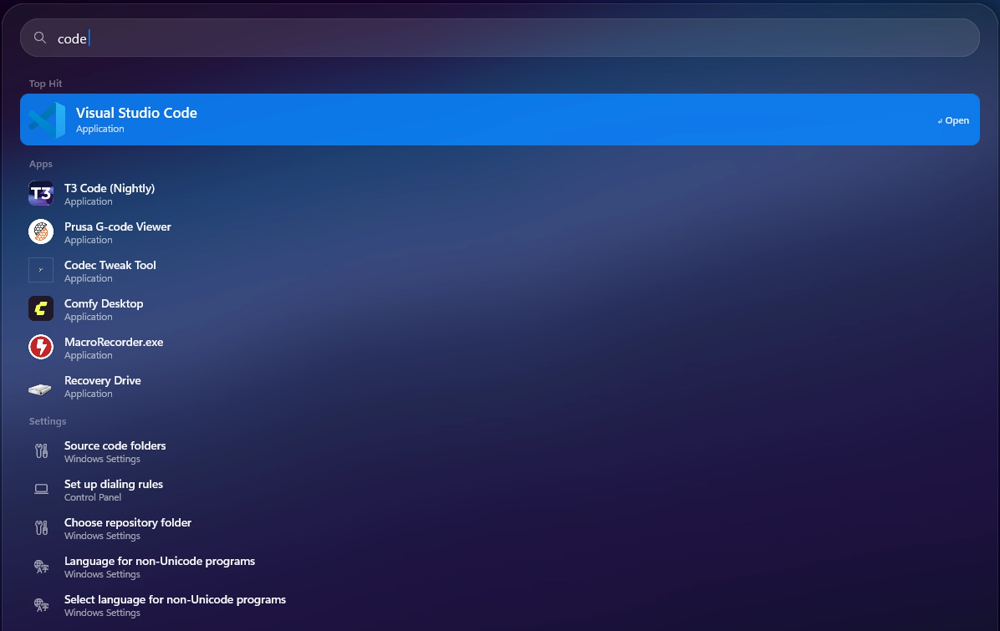 code
Top Hit
Visual Studio Code
Application
Open
Apps
T3
T3 Code (Nightly)
Application
Prusa G-code Viewer
Application
Codec Tweak Tool
Application
Comfy Desktop
Application
MacroRecorder.exe
Application
Recovery Drive
Application
Settings
Source code folders
Windows Settings
Set up dialing rules
Control Panel
Choose repository folder
Windows Settings
Language for non-Unicode programs
Windows Settings
Select language for non-Unicode programs
Windows Settings